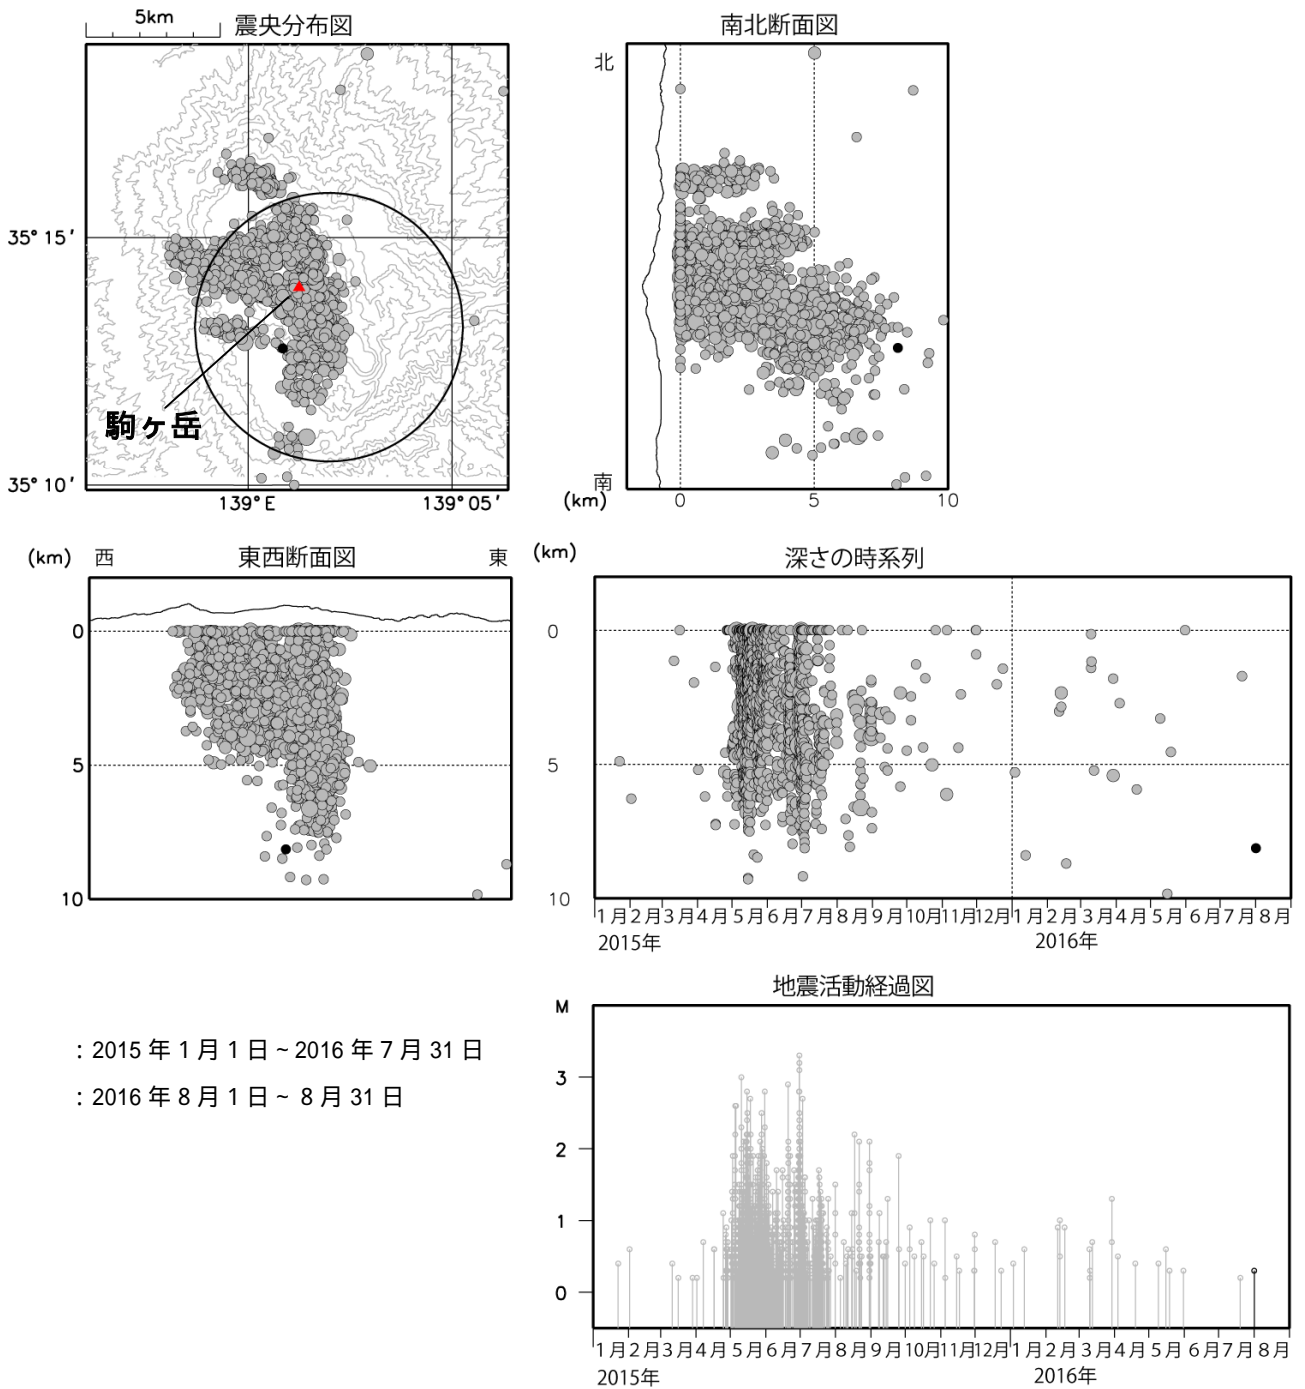 5km
震央分布図
35° 15′
駒ヶ岳
35° 10′
139° E
139° 05′
南北断面図
北
南
(km)
0
5
10
(km)
西
東西断面図
東
0
5
10
(km)
深さの時系列
0
5
10
1月2月3月4月5月6月7月8月9月10月11月12月1月2月3月4月5月6月7月8月
2015年
2016年
地震活動経過図
M
3
2
1
0
1月2月3月4月5月6月7月8月9月10月11月12月1月2月3月4月5月6月7月8月
2015年
2016年
: 2015 年 1 月 1 日 ~ 2016 年 7 月 31 日
: 2016 年 8 月 1 日 ~ 8 月 31 日